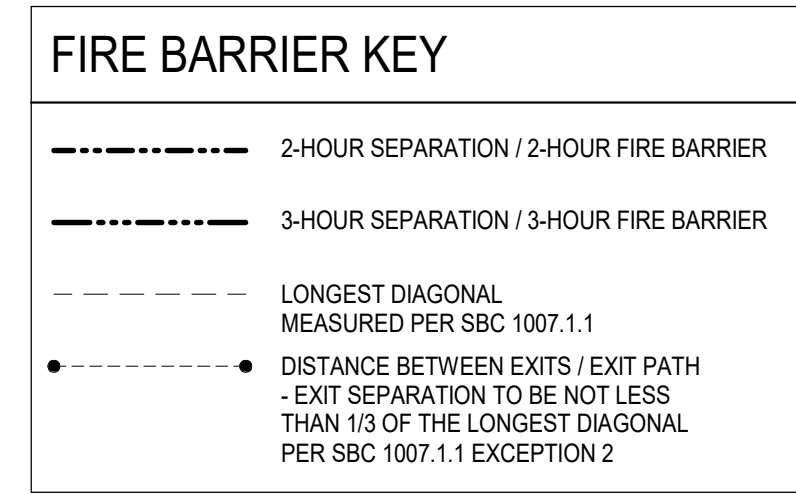 FIRE BARRIER KEY
2-HOUR SEPARATION / 2-HOUR FIRE BARRIER
3-HOUR SEPARATION / 3-HOUR FIRE BARRIER
LONGEST DIAGONAL
MEASURED PER SBC 1007.1.1
DISTANCE BETWEEN EXITS / EXIT PATH
- EXIT SEPARATION TO BE NOT LESS
THAN 1/3 OF THE LONGEST DIAGONAL
PER SBC 1007.1.1 EXCEPTION 2